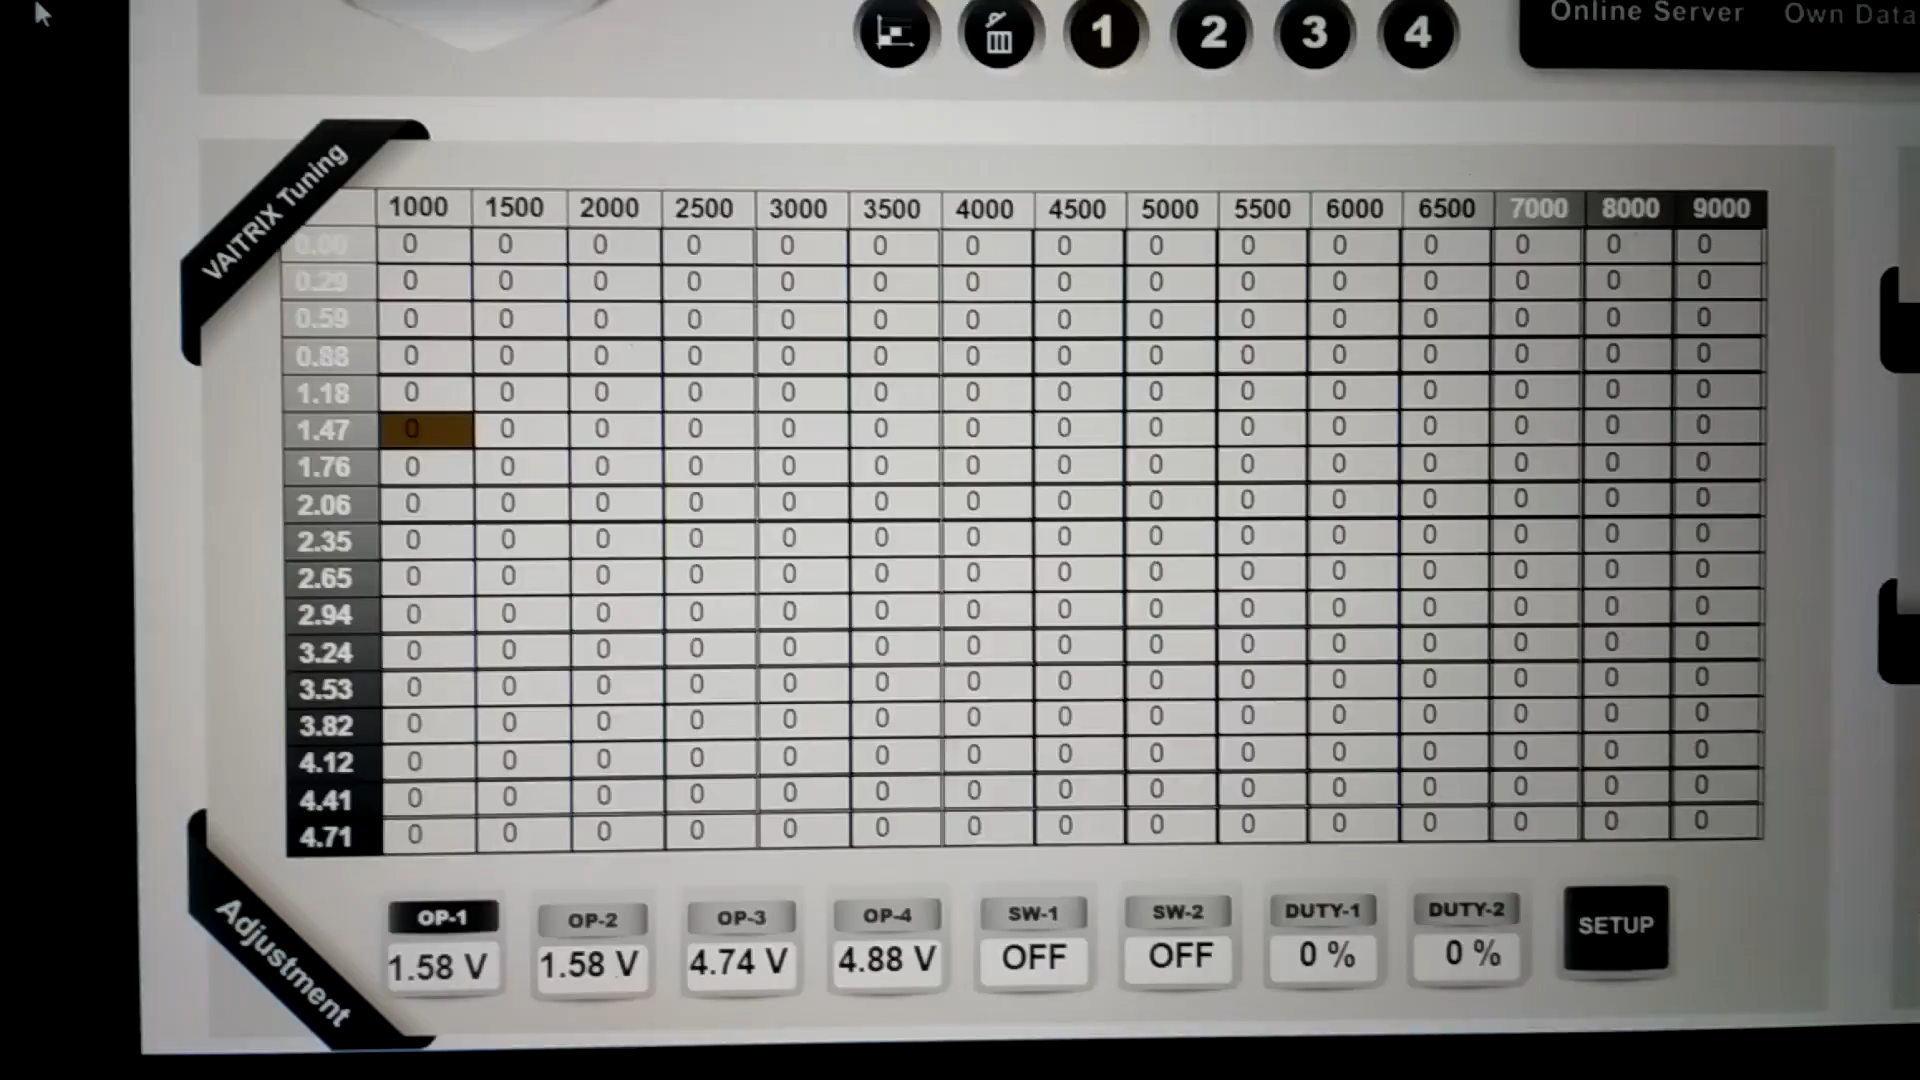 Online Server Own Data
1 2 3 4
VAITRIX Tuning
1000 1500 2000 2500 3000 3500 4000 4500 5000 5500 6000 6500 7000 8000 9000
0.00 0 0 0 0 0 0 0 0 0 0 0 0 0 0 0
0.29 0 0 0 0 0 0 0 0 0 0 0 0 0 0 0
0.59 0 0 0 0 0 0 0 0 0 0 0 0 0 0 0
0.88 0 0 0 0 0 0 0 0 0 0 0 0 0 0 0
1.18 0 0 0 0 0 0 0 0 0 0 0 0 0 0 0
1.47 0 0 0 0 0 0 0 0 0 0 0 0 0 0 0
1.76 0 0 0 0 0 0 0 0 0 0 0 0 0 0 0
2.06 0 0 0 0 0 0 0 0 0 0 0 0 0 0 0
2.35 0 0 0 0 0 0 0 0 0 0 0 0 0 0 0
2.65 0 0 0 0 0 0 0 0 0 0 0 0 0 0 0
2.94 0 0 0 0 0 0 0 0 0 0 0 0 0 0 0
3.24 0 0 0 0 0 0 0 0 0 0 0 0 0 0 0
3.53 0 0 0 0 0 0 0 0 0 0 0 0 0 0 0
3.82 0 0 0 0 0 0 0 0 0 0 0 0 0 0 0
4.12 0 0 0 0 0 0 0 0 0 0 0 0 0 0 0
4.41 0 0 0 0 0 0 0 0 0 0 0 0 0 0 0
4.71 0 0 0 0 0 0 0 0 0 0 0 0 0 0 0
Adjustment
OP-1 OP-2 OP-3 OP-4 SW-1 SW-2 DUTY-1 DUTY-2 SETUP
1.58 V 1.58 V 4.74 V 4.88 V OFF OFF 0 % 0 %